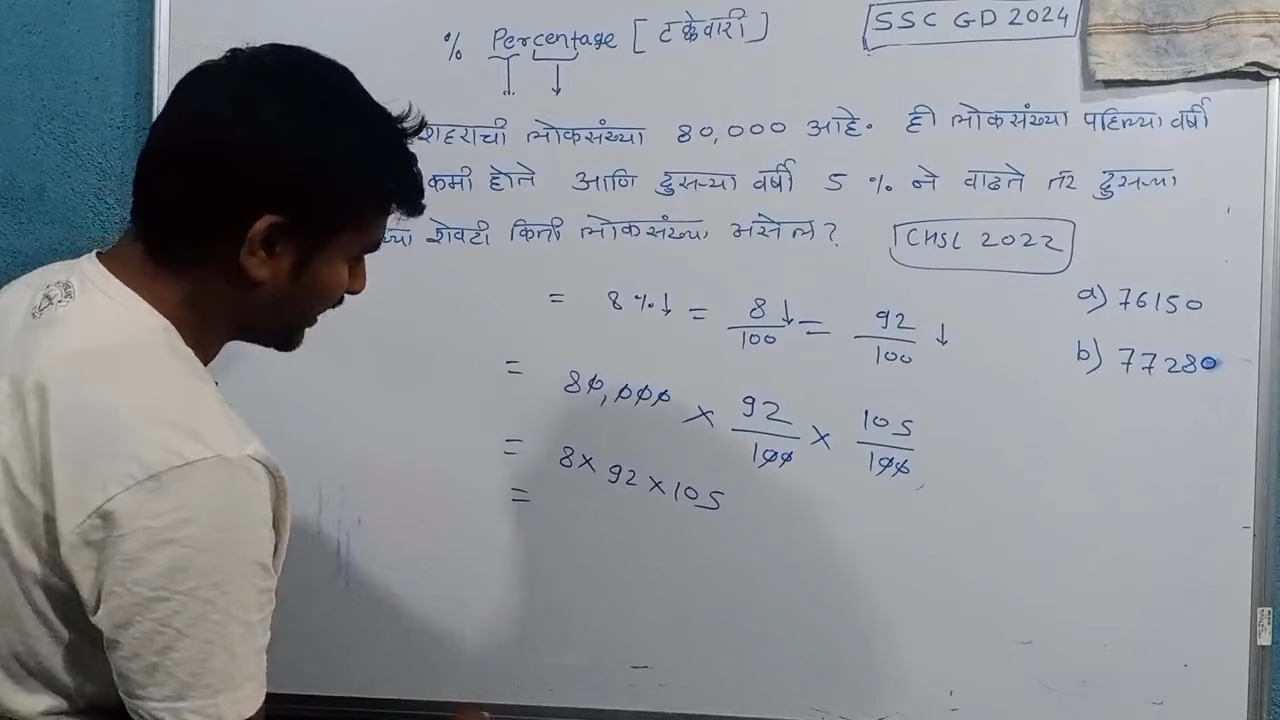 % Percentage [ टक्केवारी ]
SSC GD 2024
शहराची लोकसंख्या 80,000 आहे. ही लोकसंख्या पहिल्या वर्षी
कमी होते आणि दुसऱ्या वर्षी 5 % ने वाढते तर दुसऱ्या
शेवटी किती लोकसंख्या असेल?
CHSL 2022
= 8 %↓ = 8/100 ↓ = 92/100 ↓
a) 76150
b) 77280
= 80,000 × 92/100 × 105/100
= 8 × 92 × 105
=